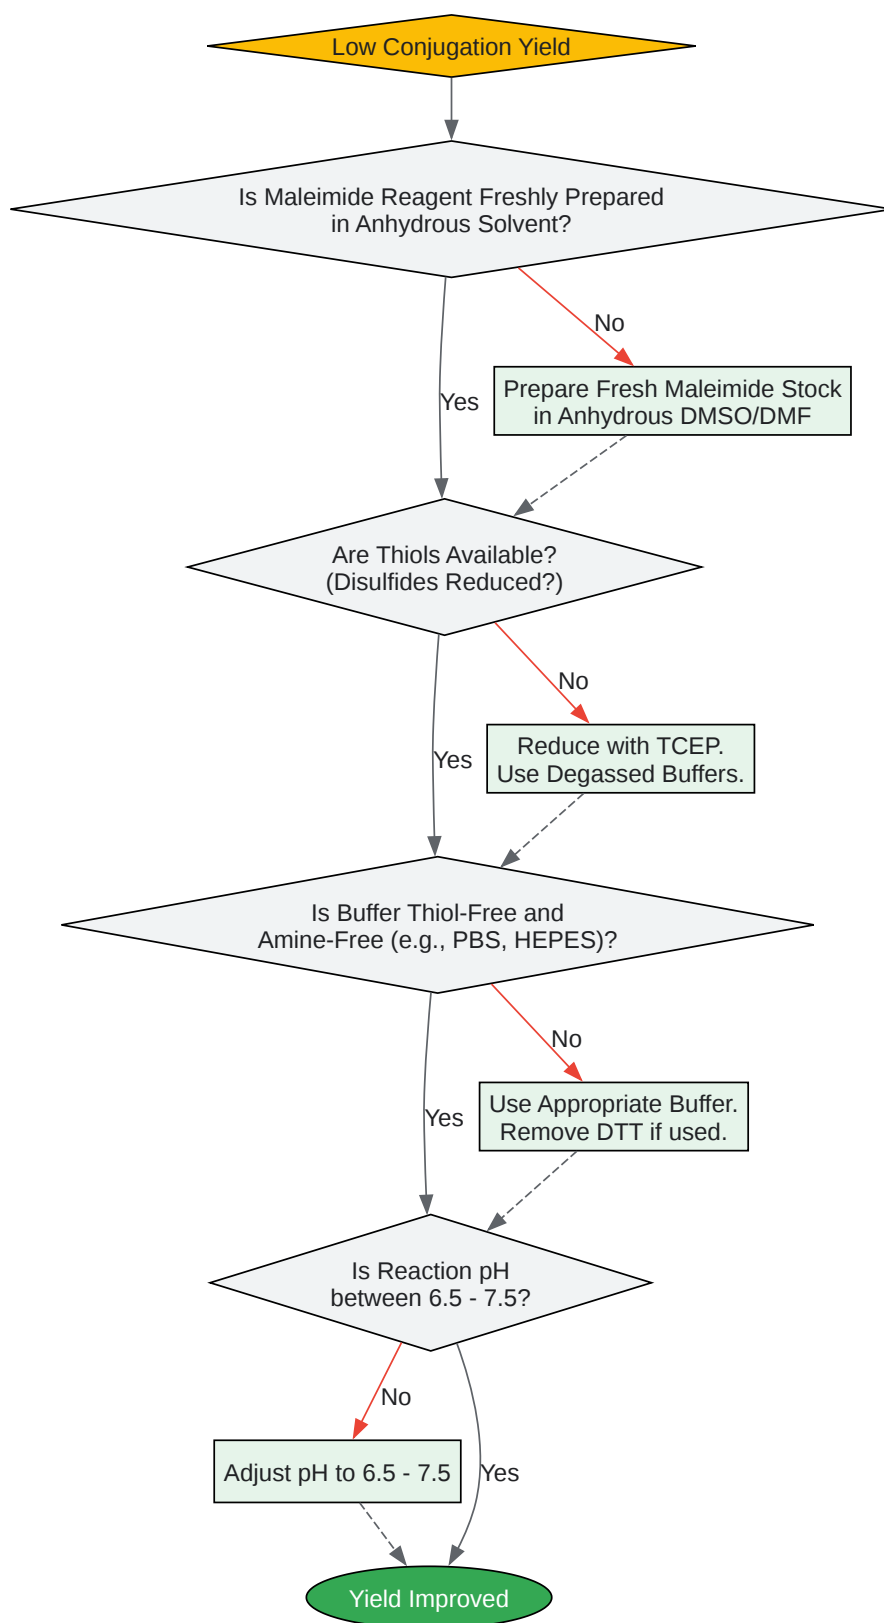 Low Conjugation Yield
Is Maleimide Reagent Freshly Prepared
in Anhydrous Solvent?
No
Prepare Fresh Maleimide Stock
in Anhydrous DMSO/DMF
Yes
Are Thiols Available?
(Disulfides Reduced?)
No
Reduce with TCEP.
Use Degassed Buffers.
Yes
Is Buffer Thiol-Free and
Amine-Free (e.g., PBS, HEPES)?
No
Use Appropriate Buffer.
Remove DTT if used.
Yes
Is Reaction pH
between 6.5 - 7.5?
No
Adjust pH to 6.5 - 7.5
Yes
Yield Improved